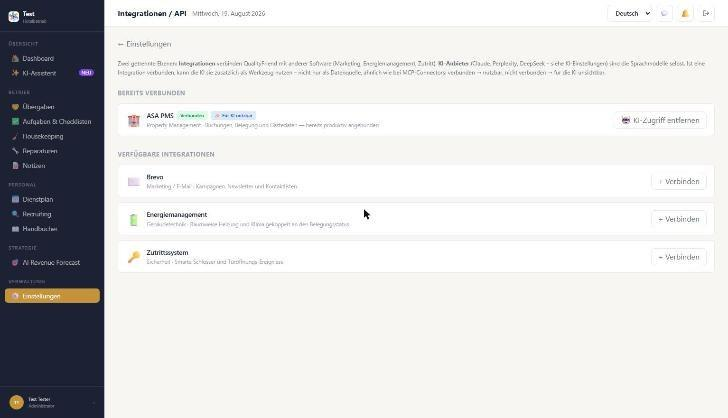 Test
Hotelbetrieb
Integrationen / API Mittwoch, 19. August 2026
Deutsch
← Einstellungen
ÜBERSICHT
Dashboard
KI-Assistent NEU
BETRIEB
Übergaben
Aufgaben & Checklisten
Housekeeping
Reparaturen
Notizen
PERSONAL
Dienstplan
Recruiting
Handbücher
STRATEGIE
AI Revenue Forecast
VERWALTUNG
Einstellungen
Test Tester
Administrator
Zwei getrennte Ebenen: Integrationen verbinden QualityFriend mit anderer Software (Marketing, Energiemanagement, Zutritt). KI-Anbieter (Claude, Perplexity, DeepSeek – siehe KI-Einstellungen) sind die Sprachmodelle selbst. Ist eine
Integration verbunden, kann die KI sie zusätzlich als Werkzeug nutzen – nicht nur als Datenquelle, ähnlich wie bei MCP-Connectors: verbunden → nutzbar, nicht verbunden → für die KI unsichtbar.
BEREITS VERBUNDEN
ASA PMS Verbunden Für KI nutzbar
Property Management · Buchungen, Belegung und Gästedaten — bereits produktiv angebunden
KI-Zugriff entfernen
VERFÜGBARE INTEGRATIONEN
Brevo
Marketing / E-Mail · Kampagnen, Newsletter und Kontaktlisten
+ Verbinden
Energiemanagement
Gebäudetechnik · Raumweise Heizung und Klima gekoppelt an den Belegungsstatus
+ Verbinden
Zutrittssystem
Sicherheit · Smarte Schlösser und Türöffnungs-Ereignisse
+ Verbinden